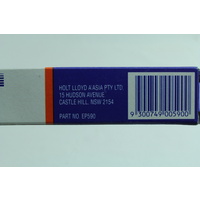 HOLT LLOYD A'ASIA PTY LTD
15 HUDSON AVENUE
CASTLE HILL, NSW 2154
PART NO EP590
9 300749 005900